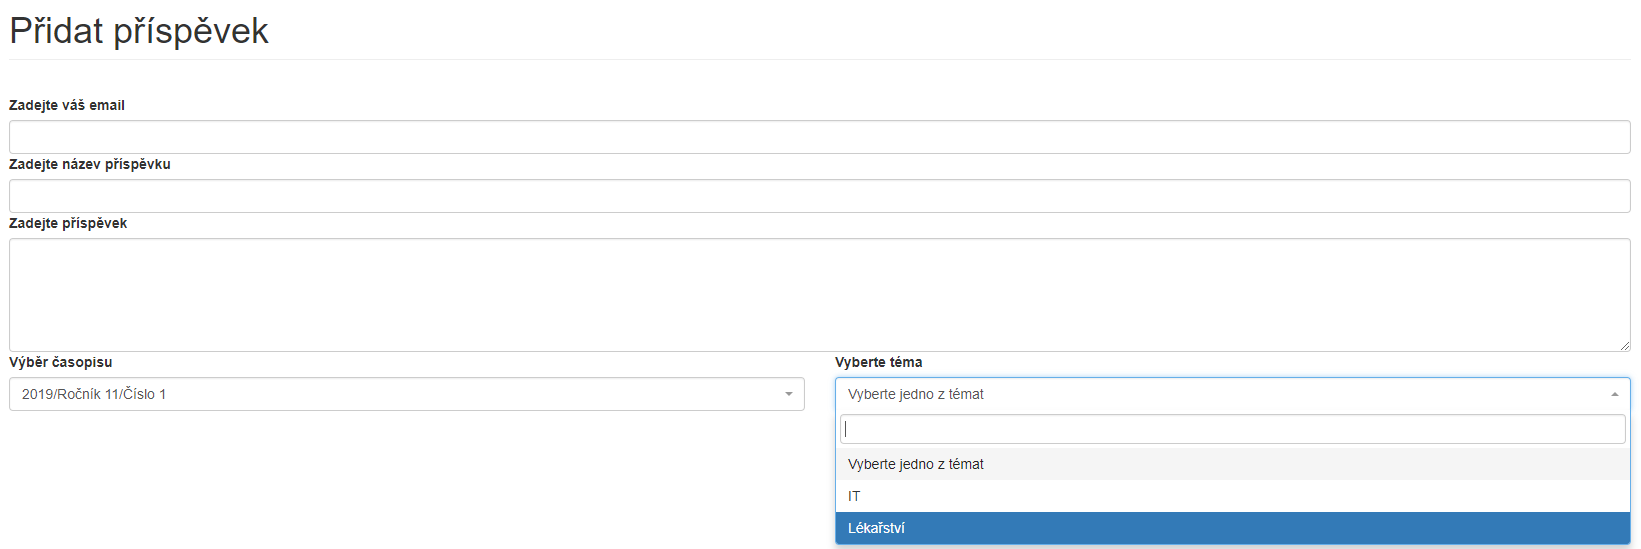 Přidat příspěvek
Zadejte váš email
Zadejte název příspěvku
Zadejte příspěvek
Výběr časopisu
2019/Ročník 11/Číslo 1
Vyberte téma
Vyberte jedno z témat
Vyberte jedno z témat
IT
Lékařství